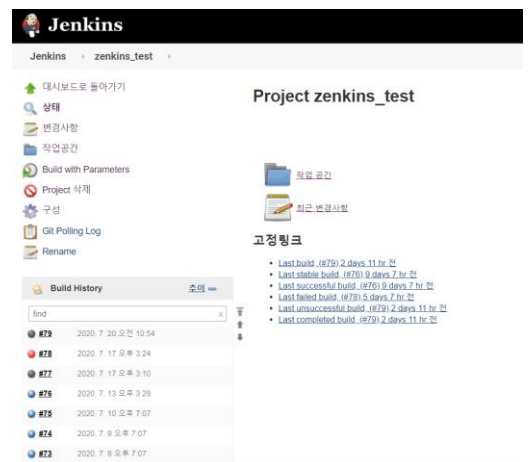 Jenkins
Jenkins › zenkins_test ›
대시보드로 돌아가기
상태
변경사항
작업공간
Build with Parameters
Project 삭제
구성
Git Polling Log
Rename
Project zenkins_test
작업 공간
최근 변경사항
고정링크
Last build, (#79),2 days 11 hr 전
Last stable build, (#76),9 days 7 hr 전
Last successful build, (#76),9 days 7 hr 전
Last failed build, (#78),5 days 7 hr 전
Last unsuccessful build, (#79),2 days 11 hr 전
Last completed build, (#79),2 days 11 hr 전
Build History 추의
find x
#79 2020. 7. 20 오전 10:54
#78 2020. 7. 17 오후 3:24
#77 2020. 7. 17 오후 3:10
#76 2020. 7. 13 오후 3:28
#75 2020. 7. 10 오후 7:07
#74 2020. 7. 9 오후 7:07
#73 2020. 7. 8 오후 7:07